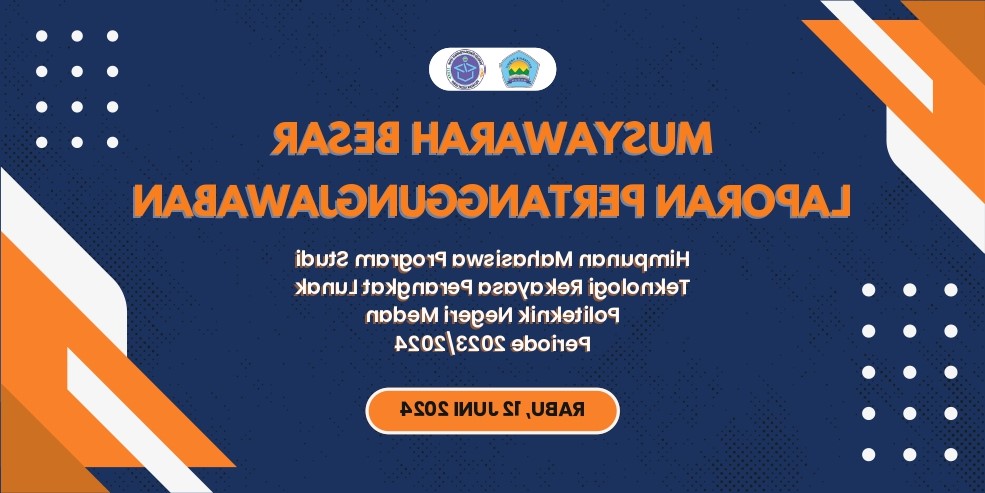 MUSYAWARAH BESAR
LAPORAN PERTANGGUNGJAWABAN
Himpunan Mahasiswa Program Studi
Teknologi Rekayasa Perangkat Lunak
Politeknik Negeri Medan
Periode 2023/2024
RABU, 12 JUNI 2024